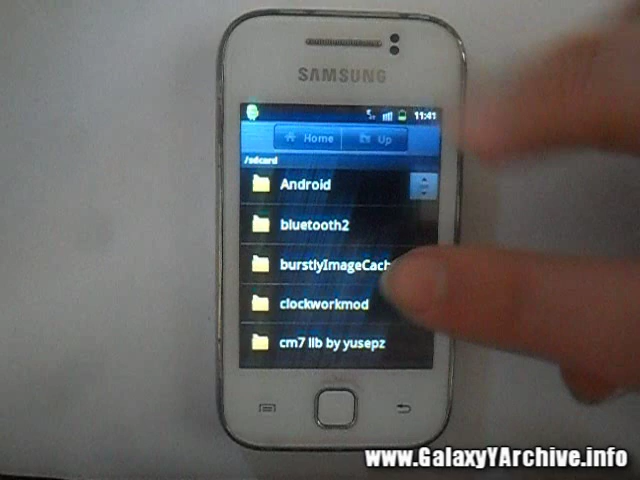 SAMSUNG
11:41
Home Up
/sdcard
Android
bluetooth2
burstlyImageCach
clockworkmod
cm7 lib by yusepz
www.GalaxyYArchive.info